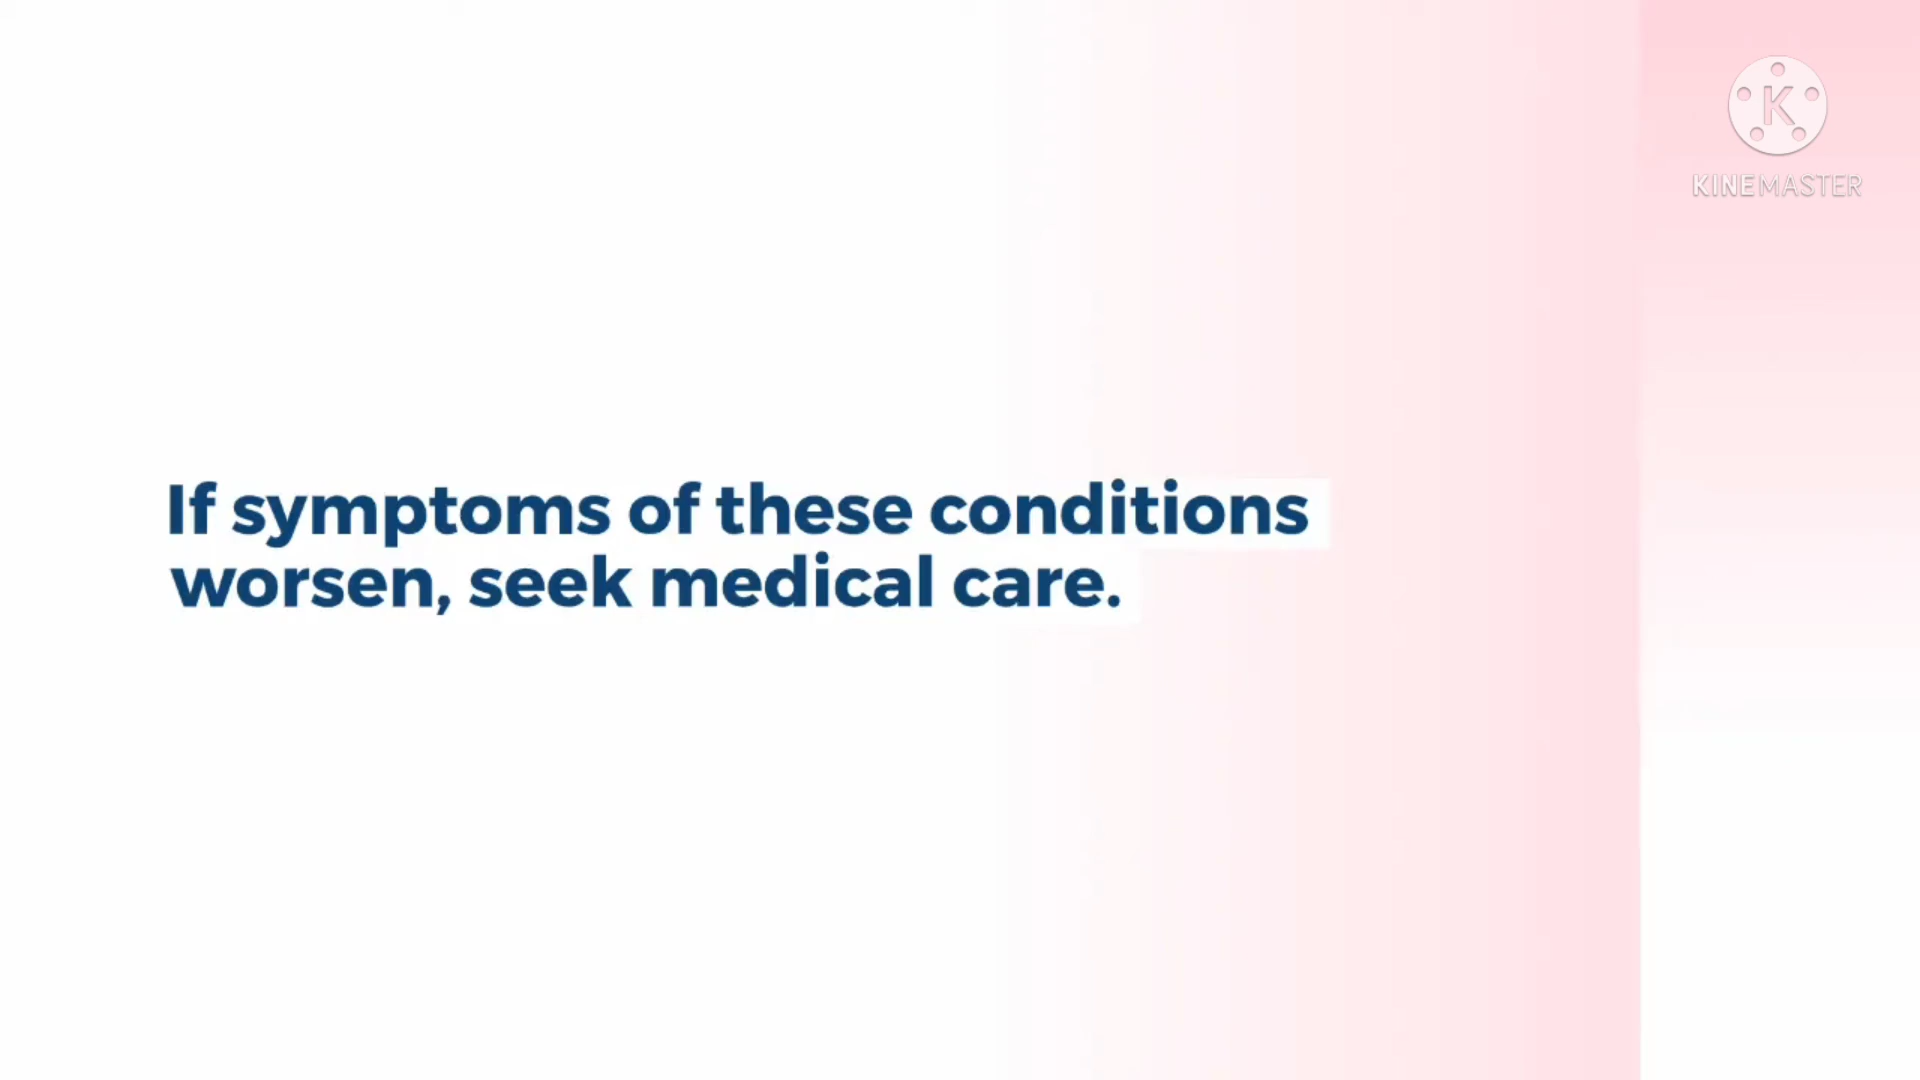 K
KINEMASTER
If symptoms of these conditions
worsen, seek medical care.